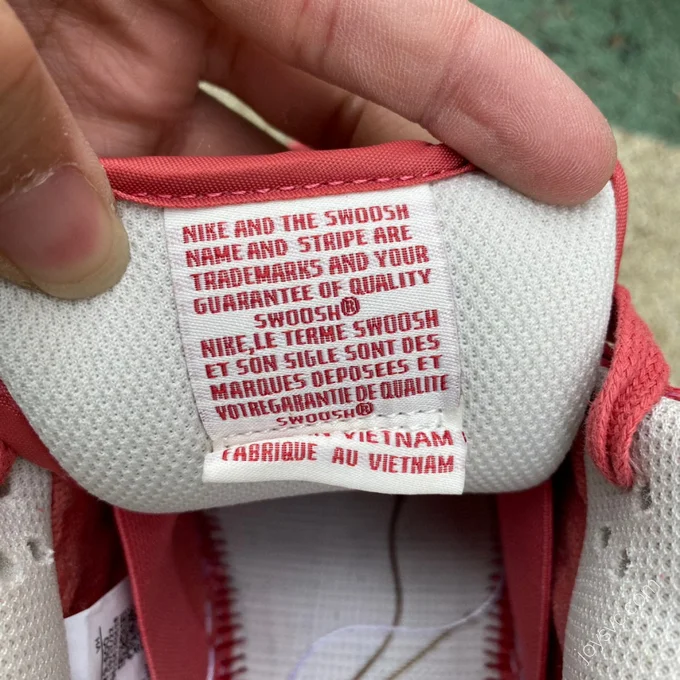 NIKE AND THE SWOOSH
NAME AND STRIPE ARE
TRADEMARKS AND YOUR
GUARANTEE OF QUALITY
SWOOSH®
NIKE,LE TERME SWOOSH
ET SON SIGLE SONT DES
MARQUES DEPOSEES ET
VOTREGARANTIE DE QUALITE
SWOOSH®
VIETNAM
FABRIQUE AU VIETNAM